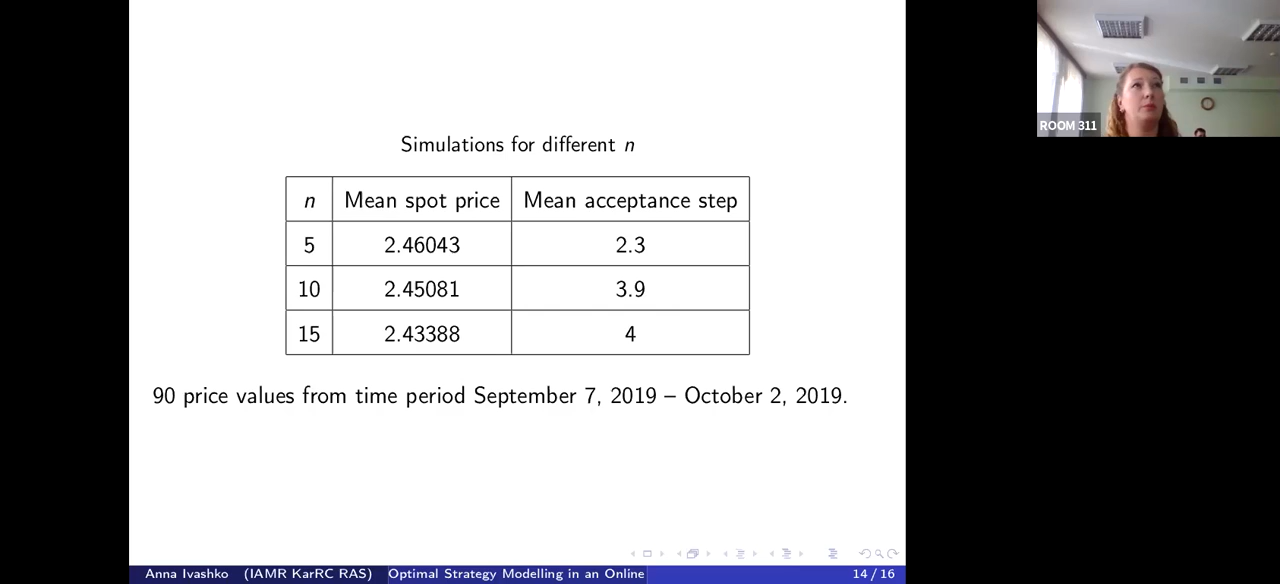 Simulations for different n
n Mean spot price Mean acceptance step
5 2.46043 2.3
10 2.45081 3.9
15 2.43388 4
90 price values from time period September 7, 2019 – October 2, 2019.
ROOM 311
Anna Ivashko (IAMR KarRC RAS) Optimal Strategy Modelling in an Online 14 / 16